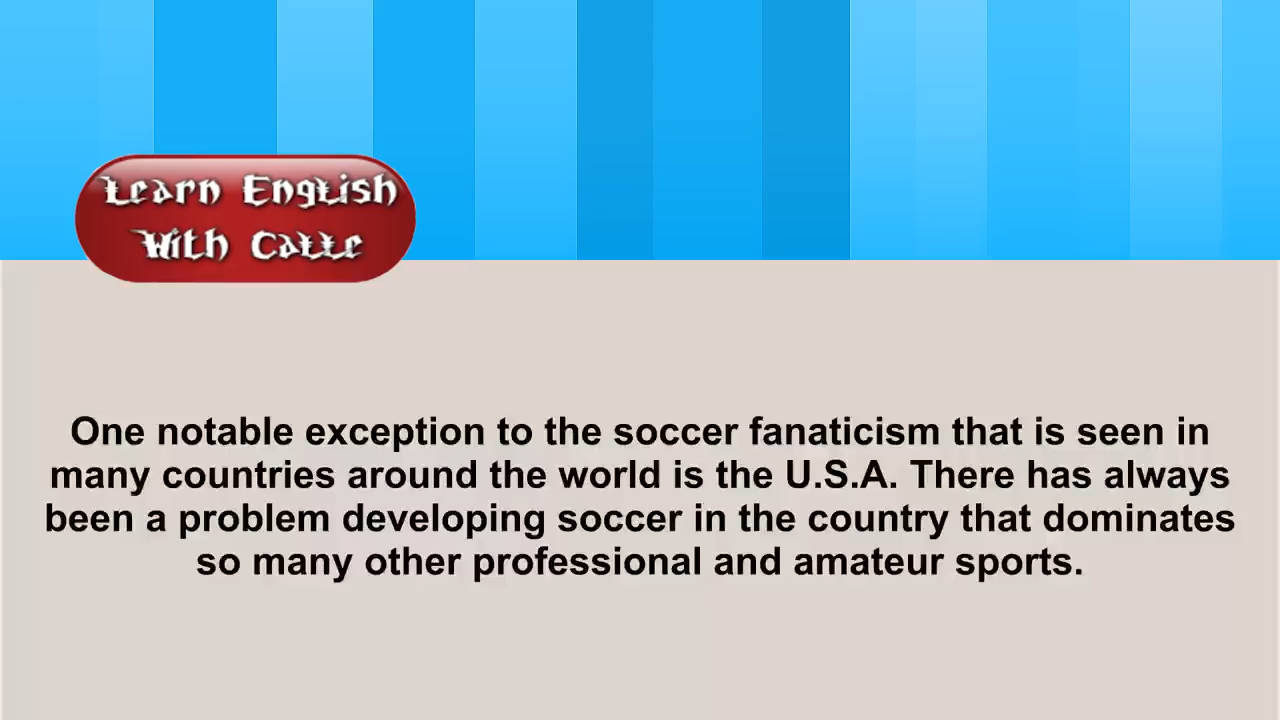 Learn English
With Calle
One notable exception to the soccer fanaticism that is seen in
many countries around the world is the U.S.A. There has always
been a problem developing soccer in the country that dominates
so many other professional and amateur sports.